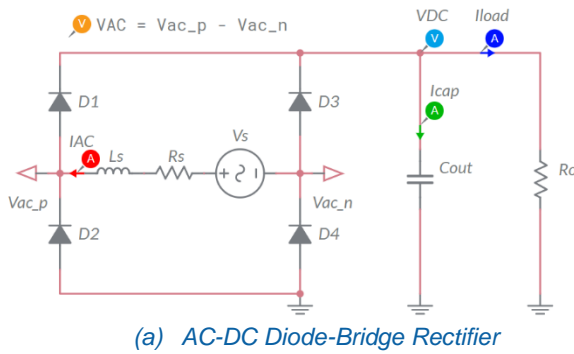 V VAC = Vac_p - Vac_n
VDC
Iload
V
A
D1
D3
Icap
A
IAC
Ls
Rs
Vs
A
Cout
Ro
Vac_p
Vac_n
D2
D4
(a) AC-DC Diode-Bridge Rectifier